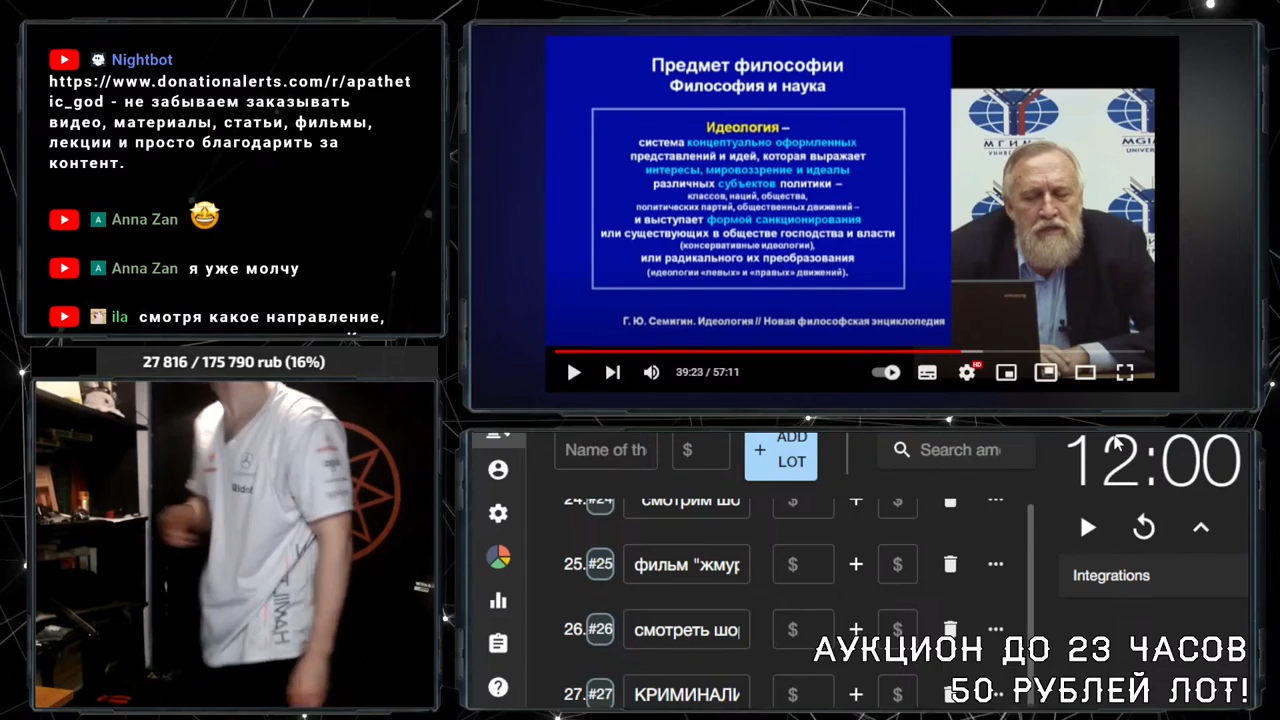 Nightbot
https://www.donationalerts.com/r/apathet
ic_god - не забываем заказывать
видео, материалы, статьи, фильмы,
лекции и просто благодарить за
контент.
A Anna Zan
A Anna Zan я уже молчу
ila смотря какое направление,
27 816 / 175 790 rub (16%)
Предмет философии
Философия и наука
Идеология –
система концептуально оформленных
представлений и идей, которая выражает
интересы, мировоззрение и идеалы
различных субъектов политики –
классов, наций, общества,
политических партий, общественных движений –
и выступает формой санкционирования
или существующих в обществе господства и власти
(консервативные идеологии),
или радикального их преобразования
(идеологии «левых» и «правых» движений).
Г. Ю. Семигин. Идеология // Новая философская энциклопедия
39:23 / 57:11
HD
Name of th
$
+ ADD
LOT
Search am
12:00
24. #24 смотрим шо $ + $
25. #25 фильм "жмур $ + $
26. #26 смотреть шо $ + $
27. #27 КРИМИНАЛИ $ + $
Integrations
АУКЦИОН ДО 23 ЧАСОВ
50 РУБЛЕЙ ЛОТ!